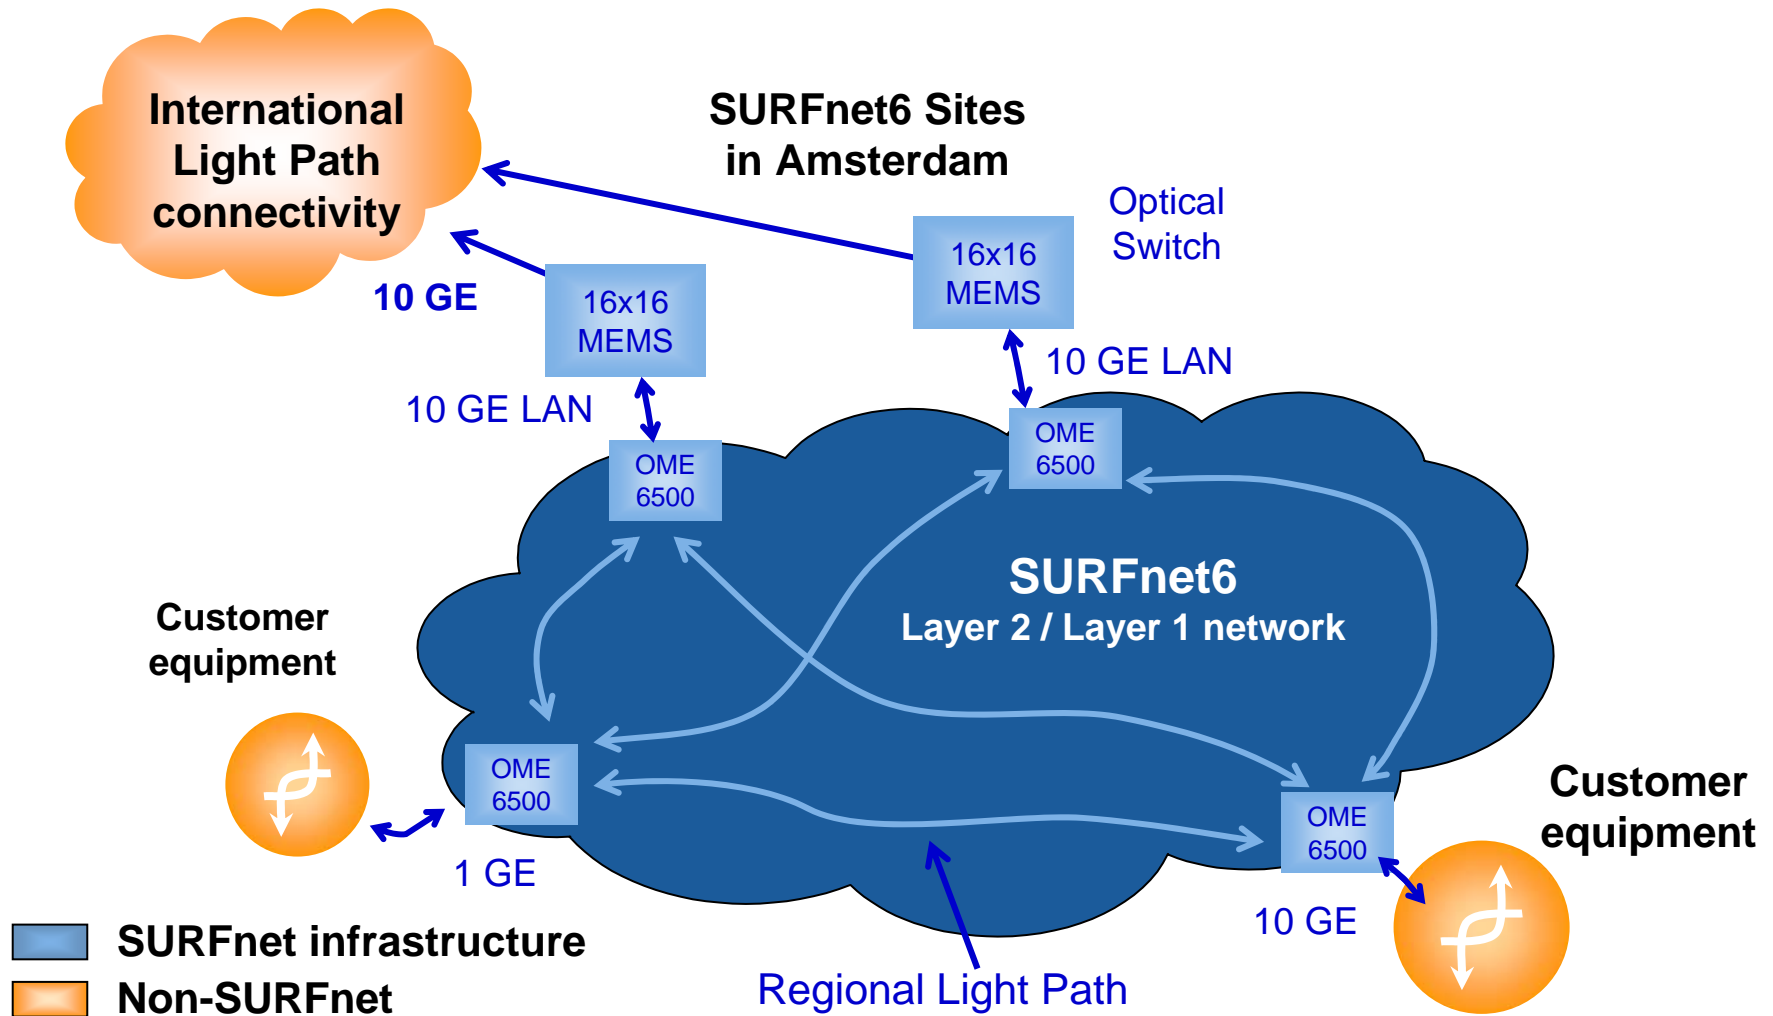 International
Light Path
connectivity
SURFnet6 Sites
in Amsterdam
Optical
Switch
16x16
MEMS
10 GE
16x16
MEMS
10 GE LAN
10 GE LAN
OME
6500
OME
6500
SURFnet6
Layer 2 / Layer 1 network
Customer
equipment
OME
6500
1 GE
Customer
equipment
OME
6500
10 GE
Regional Light Path
SURFnet infrastructure
Non-SURFnet